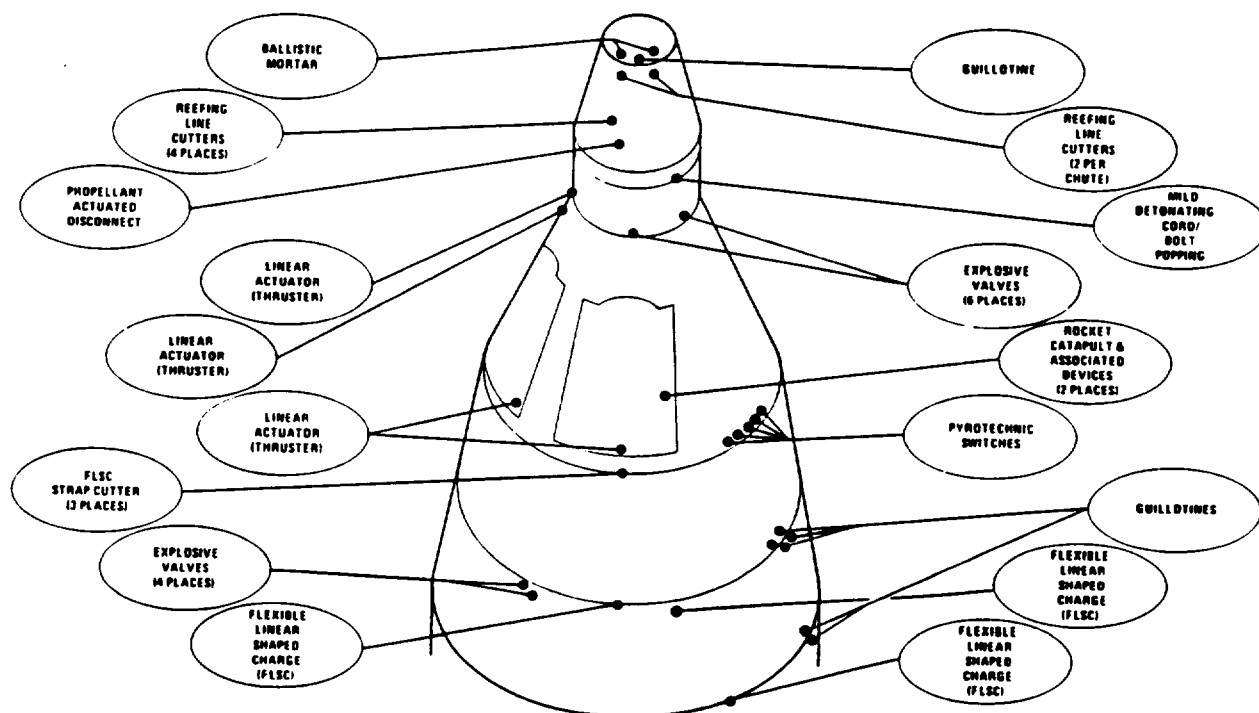 BALLISTIC
MORTAR
GUILLOTINE
REEFING
LINE
CUTTERS
(4 PLACES)
REEFING
LINE
CUTTERS
(2 PER
CHUTE)
PROPELLANT
ACTUATED
DISCONNECT
MILD
DETONATING
CORD/
BOLT
POPPING
LINEAR
ACTUATOR
(THRUSTER)
EXPLOSIVE
VALVES
(6 PLACES)
LINEAR
ACTUATOR
(THRUSTER)
ROCKET
CATAPULT &
ASSOCIATED
DEVICES
(2 PLACES)
LINEAR
ACTUATOR
(THRUSTER)
PYROTECHNIC
SWITCHES
FLSC
STRAP CUTTER
(3 PLACES)
GUILLOTINES
EXPLOSIVE
VALVES
(4 PLACES)
FLEXIBLE
LINEAR
SHAPED
CHARGE
(FLSC)
FLEXIBLE
LINEAR
SHAPED
CHARGE
(FLSC)
FLEXIBLE
LINEAR
SHAPED
CHARGE
(FLSC)